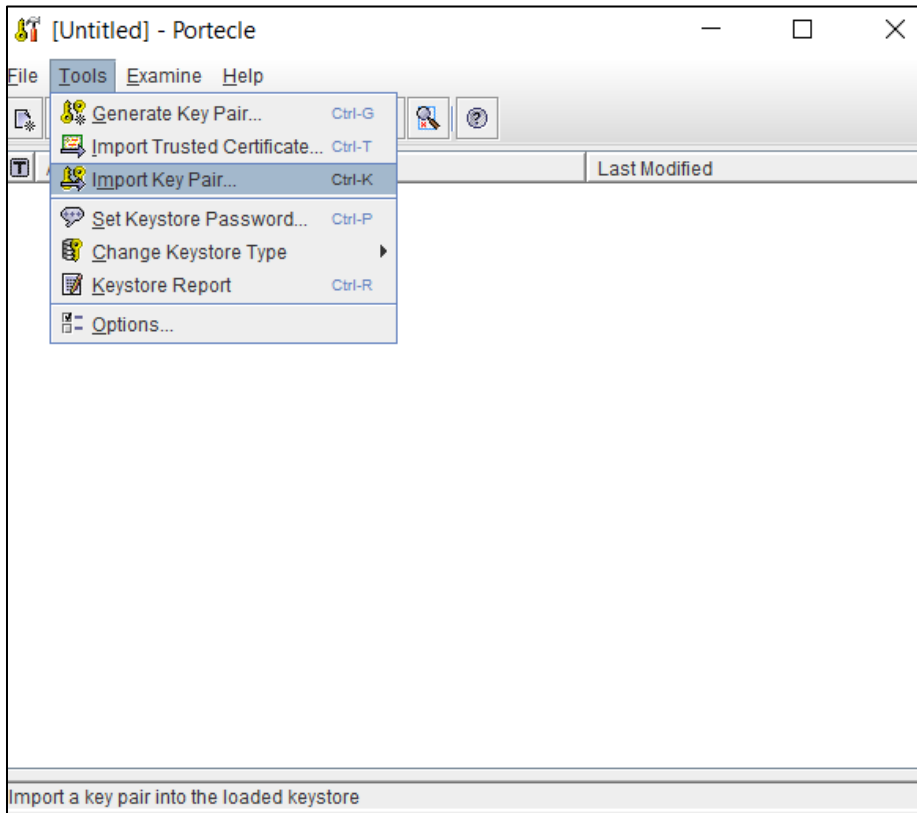 [Untitled] - Portecle
File Tools Examine Help
Generate Key Pair... Ctrl-G
Import Trusted Certificate... Ctrl-T
T Last Modified
Import Key Pair... Ctrl-K
Set Keystore Password... Ctrl-P
Change Keystore Type
Keystore Report Ctrl-R
Options...
Import a key pair into the loaded keystore